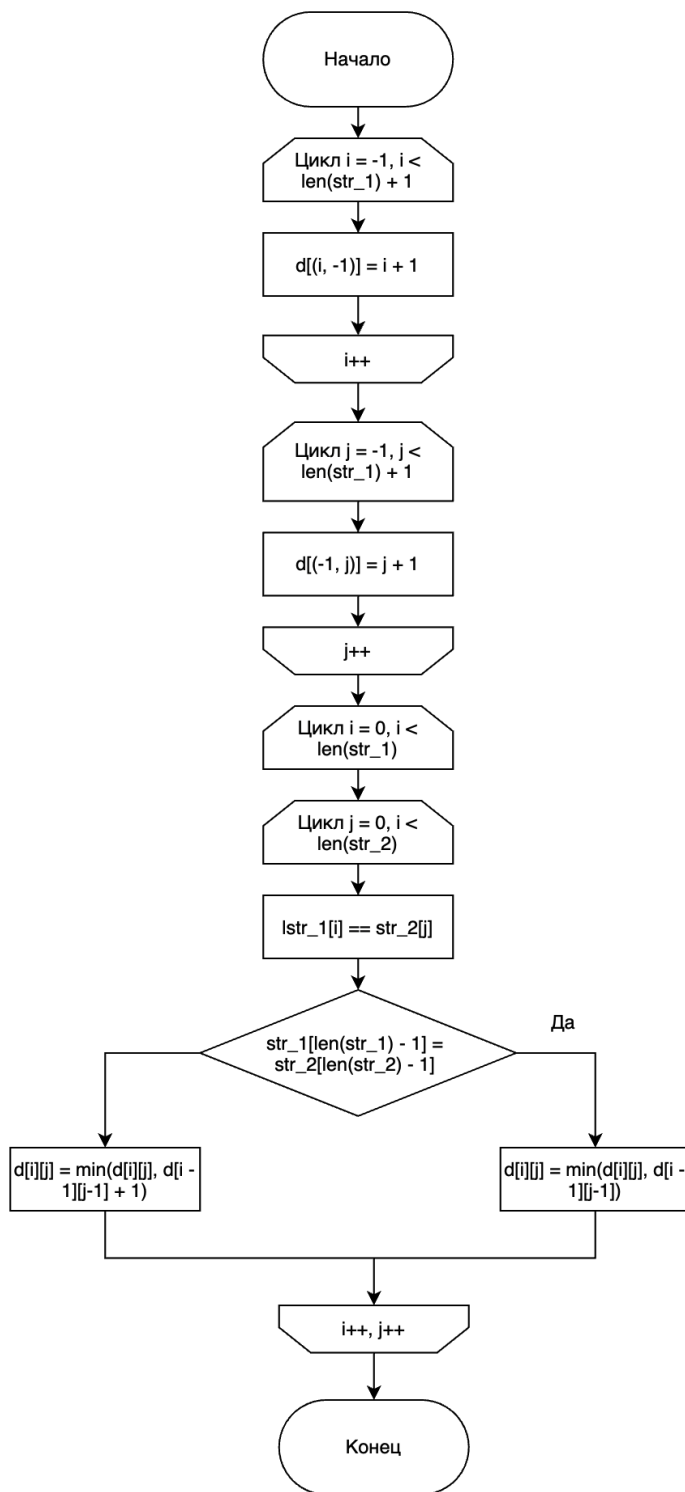 Начало
Цикл i = -1, i <
len(str_1) + 1
d[(i, -1)] = i + 1
i++
Цикл j = -1, j <
len(str_1) + 1
d[(-1, j)] = j + 1
j++
Цикл i = 0, i <
len(str_1)
Цикл j = 0, i <
len(str_2)
lstr_1[i] == str_2[j]
Да
str_1[len(str_1) - 1] =
str_2[len(str_2) - 1]
d[i][j] = min(d[i][j], d[i -
1][j-1] + 1)
d[i][j] = min(d[i][j], d[i -
1][j-1])
i++, j++
Конец